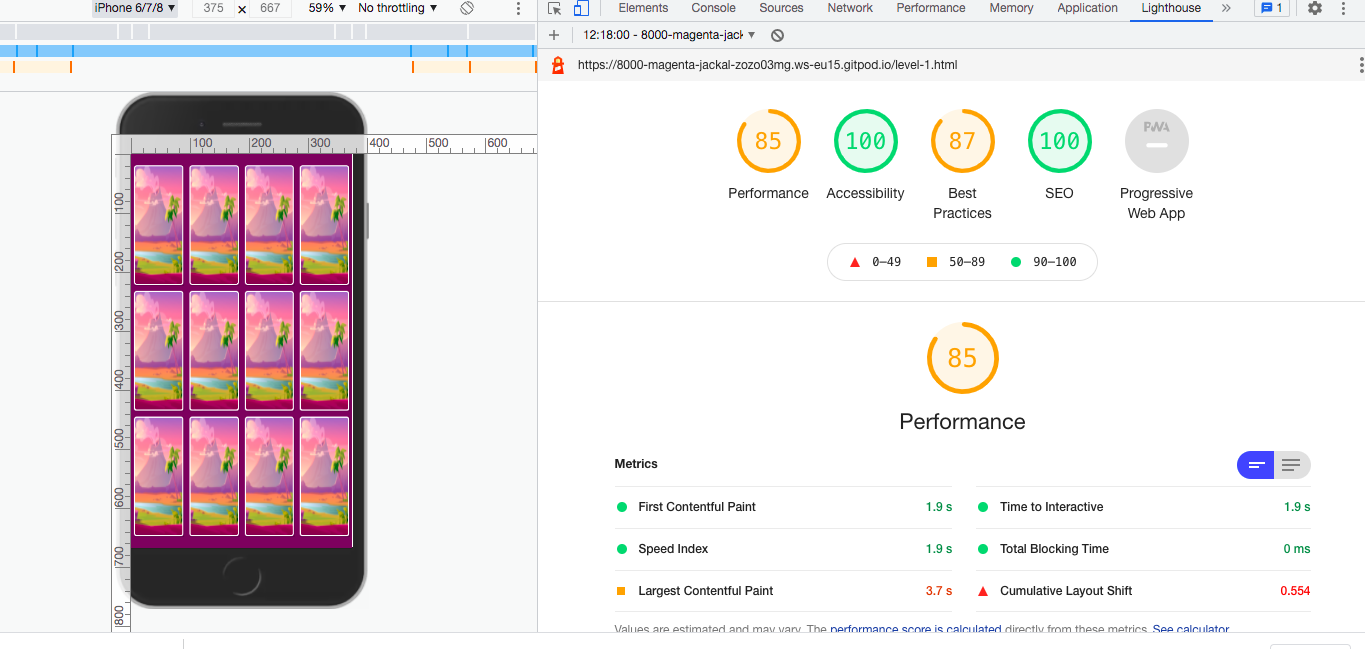 iPhone 6/7/8 ▼ 375 × 667 59% ▼ No throttling ▼
Elements Console Sources Network Performance Memory Application Lighthouse » 1
+ 12:18:00 - 8000-magenta-jack ▼
https://8000-magenta-jackal-zozo03mg.ws-eu15.gitpod.io/level-1.html
100 200 300 400 500 600
100
200
300
400
500
600
700
800
85 100 87 100 PWA
Performance Accessibility Best Practices SEO Progressive Web App
0–49 50–89 90–100
85
Performance
Metrics
First Contentful Paint 1.9 s
Time to Interactive 1.9 s
Speed Index 1.9 s
Total Blocking Time 0 ms
Largest Contentful Paint 3.7 s
Cumulative Layout Shift 0.554
Values are estimated and may vary. The performance score is calculated directly from these metrics. See calculator.